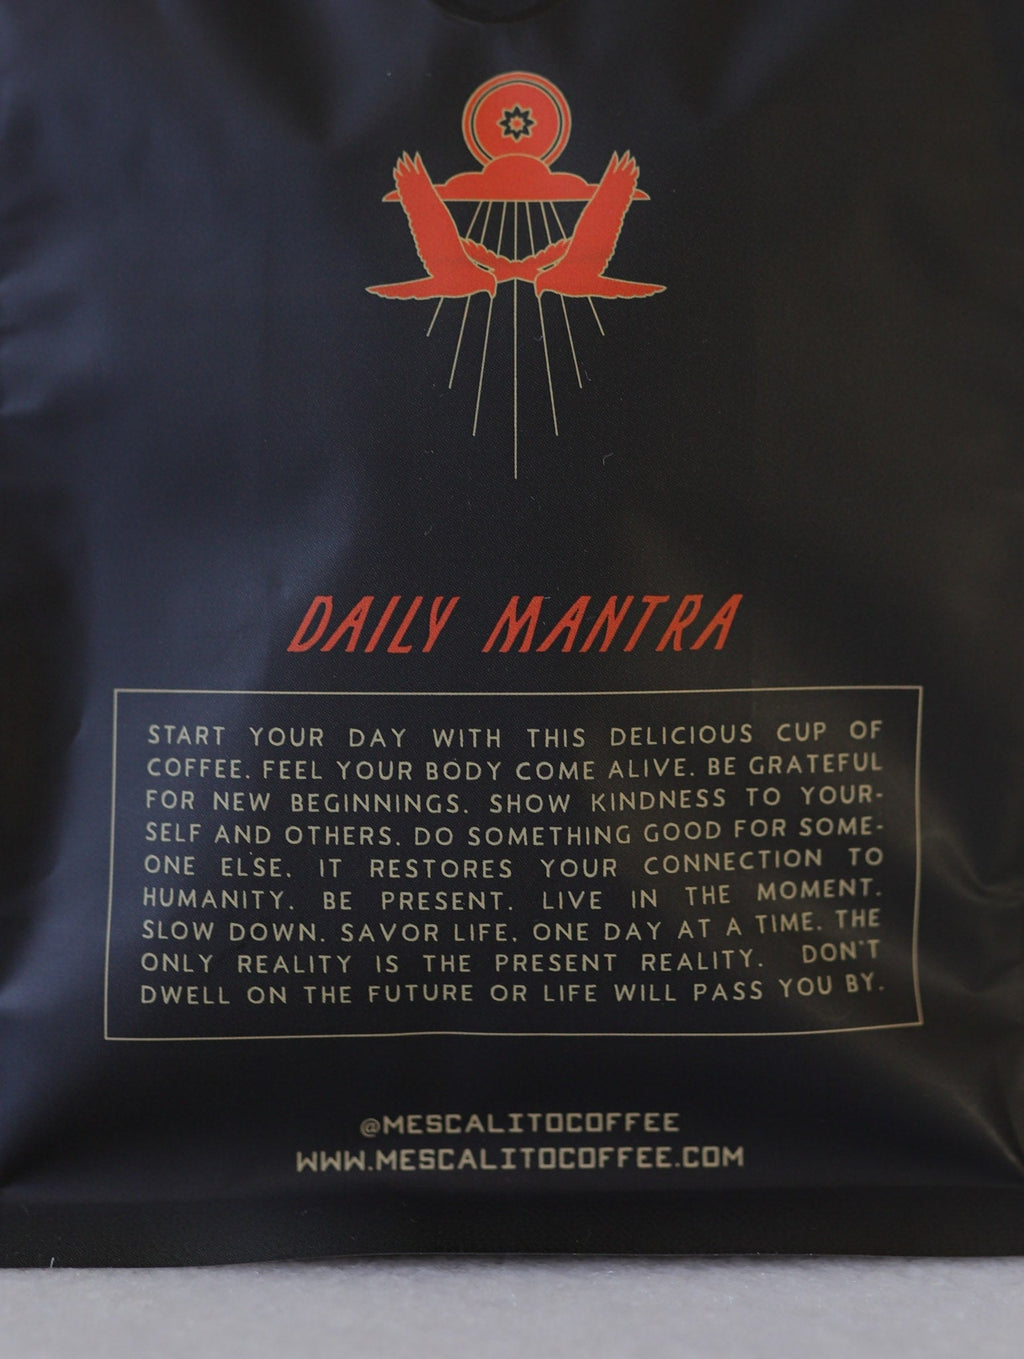 DAILY MANTRA
START YOUR DAY WITH THIS DELICIOUS CUP OF
COFFEE. FEEL YOUR BODY COME ALIVE. BE GRATEFUL
FOR NEW BEGINNINGS. SHOW KINDNESS TO YOUR-
SELF AND OTHERS. DO SOMETHING GOOD FOR SOME-
ONE ELSE. IT RESTORES YOUR CONNECTION TO
HUMANITY. BE PRESENT. LIVE IN THE MOMENT.
SLOW DOWN. SAVOR LIFE. ONE DAY AT A TIME. THE
ONLY REALITY IS THE PRESENT REALITY. DON'T
DWELL ON THE FUTURE OR LIFE WILL PASS YOU BY.
@MESCALITOCOFFEE
WWW.MESCALITOCOFFEE.COM